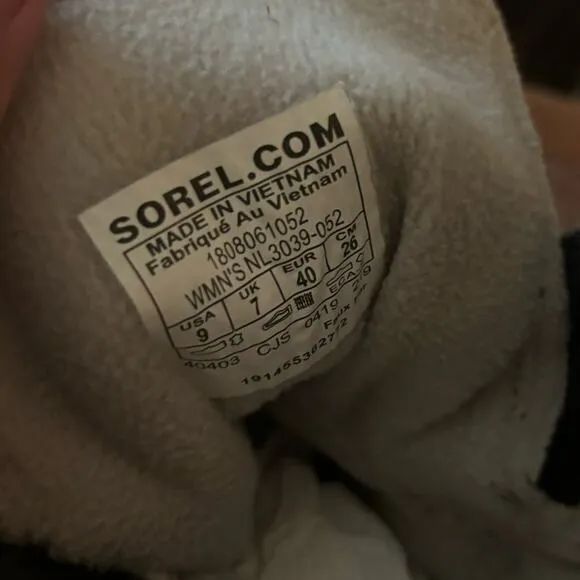 SOREL.COM
MADE IN VIETNAM
Fabriqué Au Vietnam
1808061052
WMN'S NL3039-052
USA UK EUR CM
9 7 40 26
40403 CJS 0419